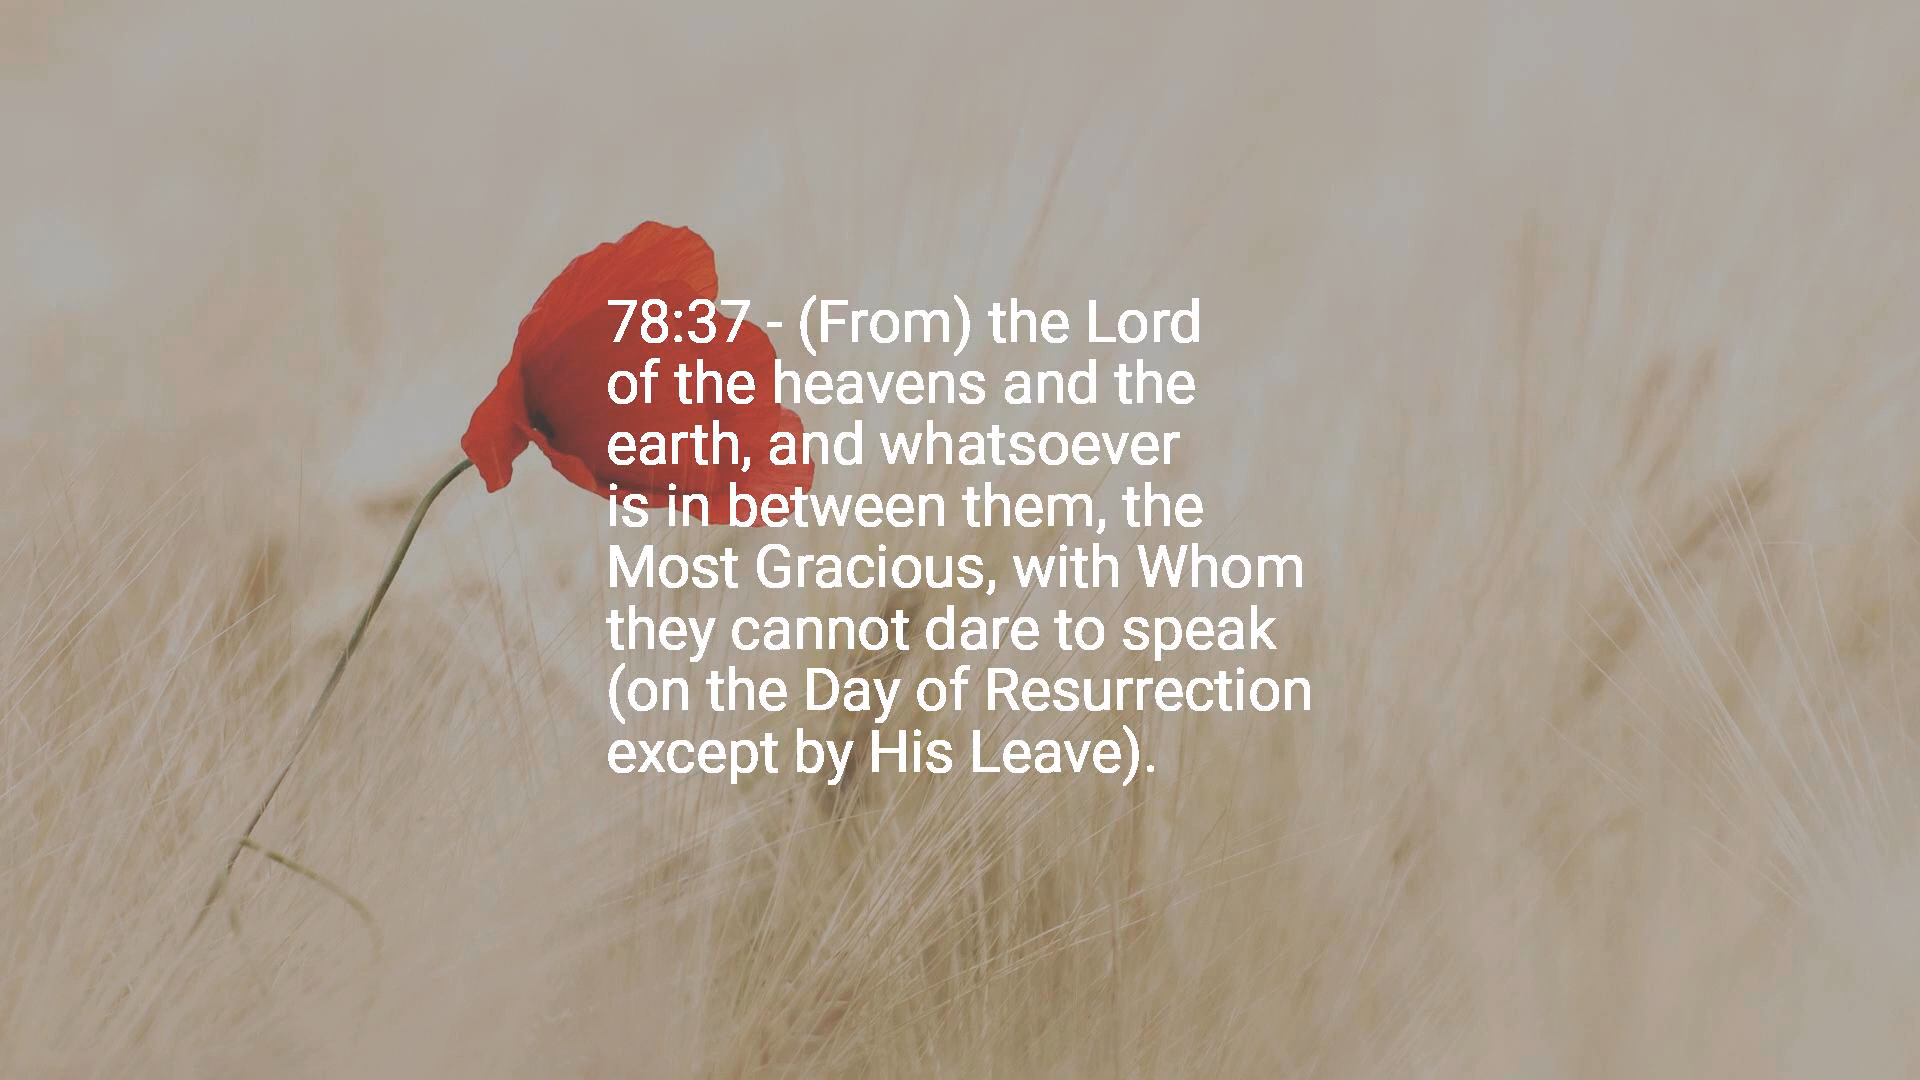 78:37 - (From) the Lord
of the heavens and the
earth, and whatsoever
is in between them, the
Most Gracious, with Whom
they cannot dare to speak
(on the Day of Resurrection
except by His Leave).